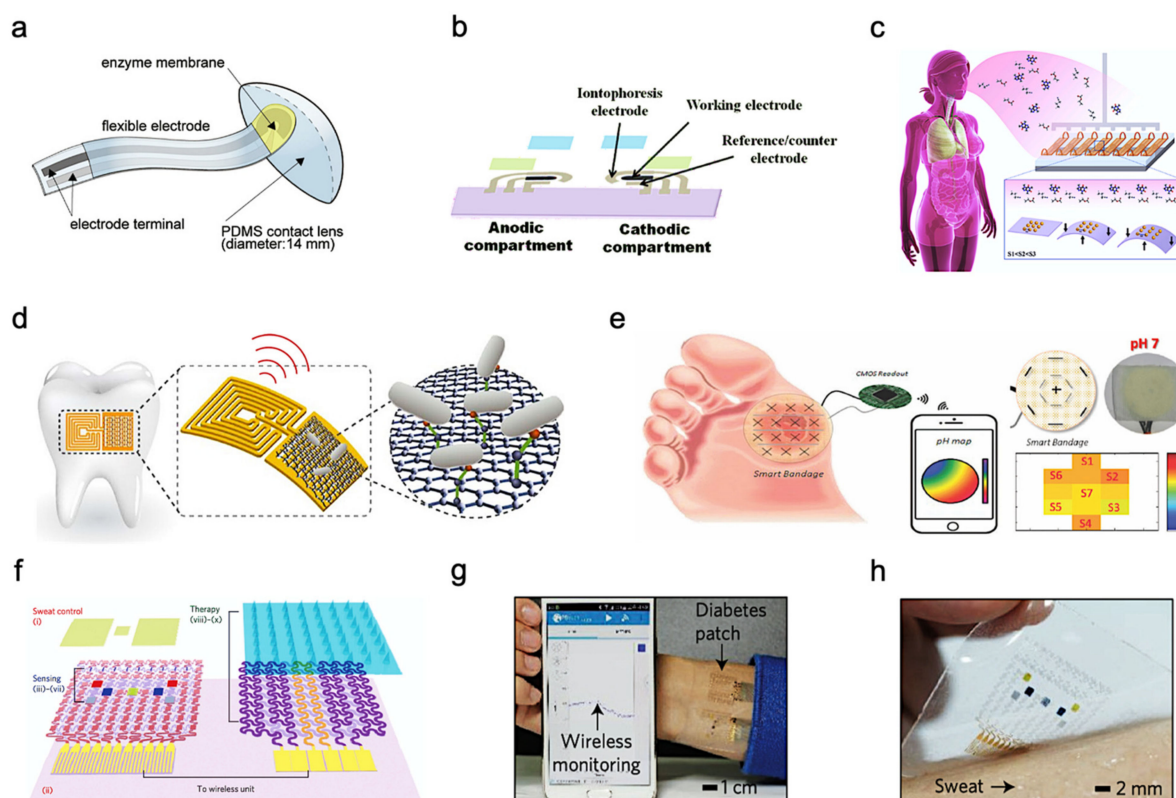 a
enzyme membrane
flexible electrode
electrode terminal
PDMS contact lens
(diameter:14 mm)
b
Iontophoresis
electrode
Working electrode
Reference/counter
electrode
Anodic
compartment
Cathodic
compartment
c
S1<S2<S3
d
e
CMOS Readout
Smart Bandage
pH map
pH 7
Smart Bandage
S1
S6
S2
S7
S5
S3
S4
f
Sweat control
(i)
Sensing
(iii)–(vii)
Therapy
(viii)–(x)
(ii)
To wireless unit
g
Diabetes
patch
Wireless
monitoring
1 cm
h
Sweat
2 mm